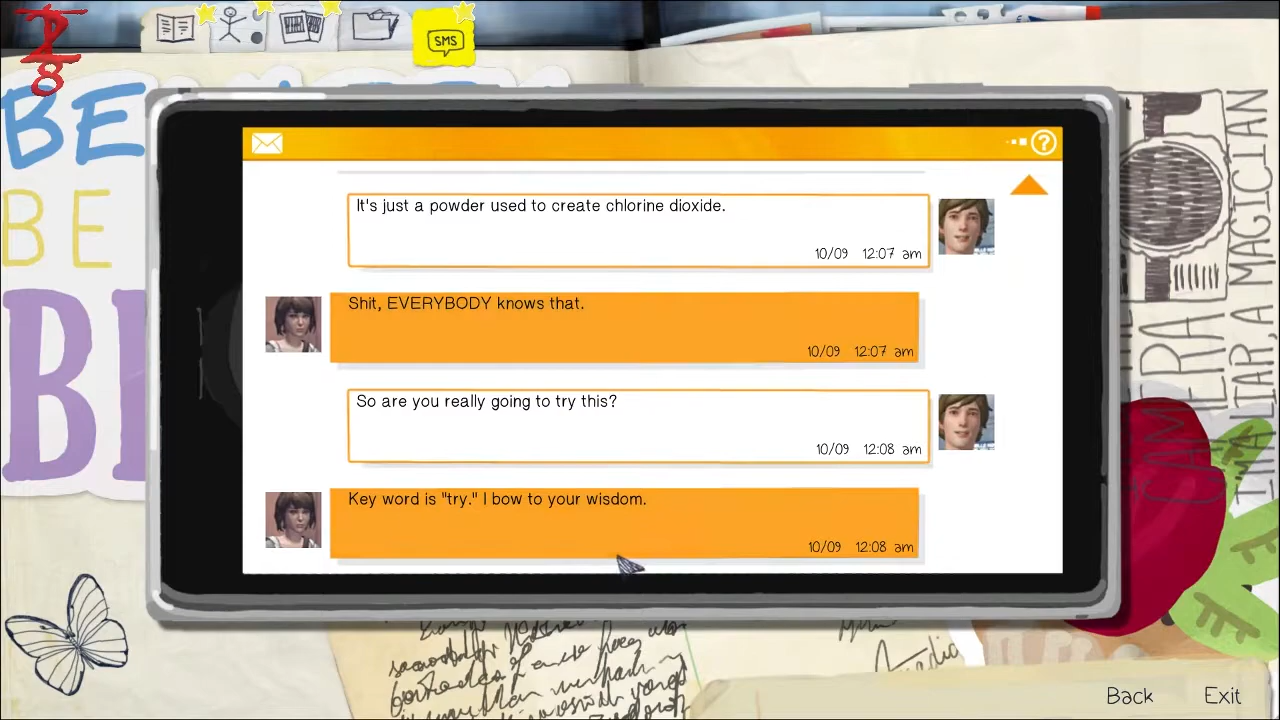 SMS
BE
BE
It's just a powder used to create chlorine dioxide.
10/09 12:07 am
Shit, EVERYBODY knows that.
10/09 12:07 am
So are you really going to try this?
10/09 12:08 am
Key word is "try." I bow to your wisdom.
10/09 12:08 am
CAMERA
LIAR, A MAGICIAN
Back Exit